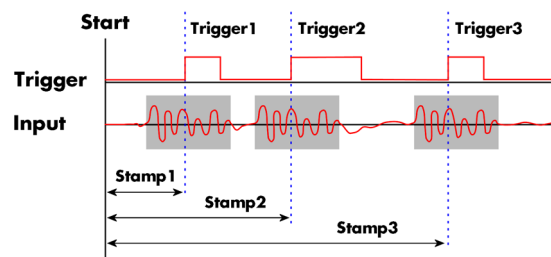 Start
Trigger1
Trigger2
Trigger3
Trigger
Input
Stamp1
Stamp2
Stamp3